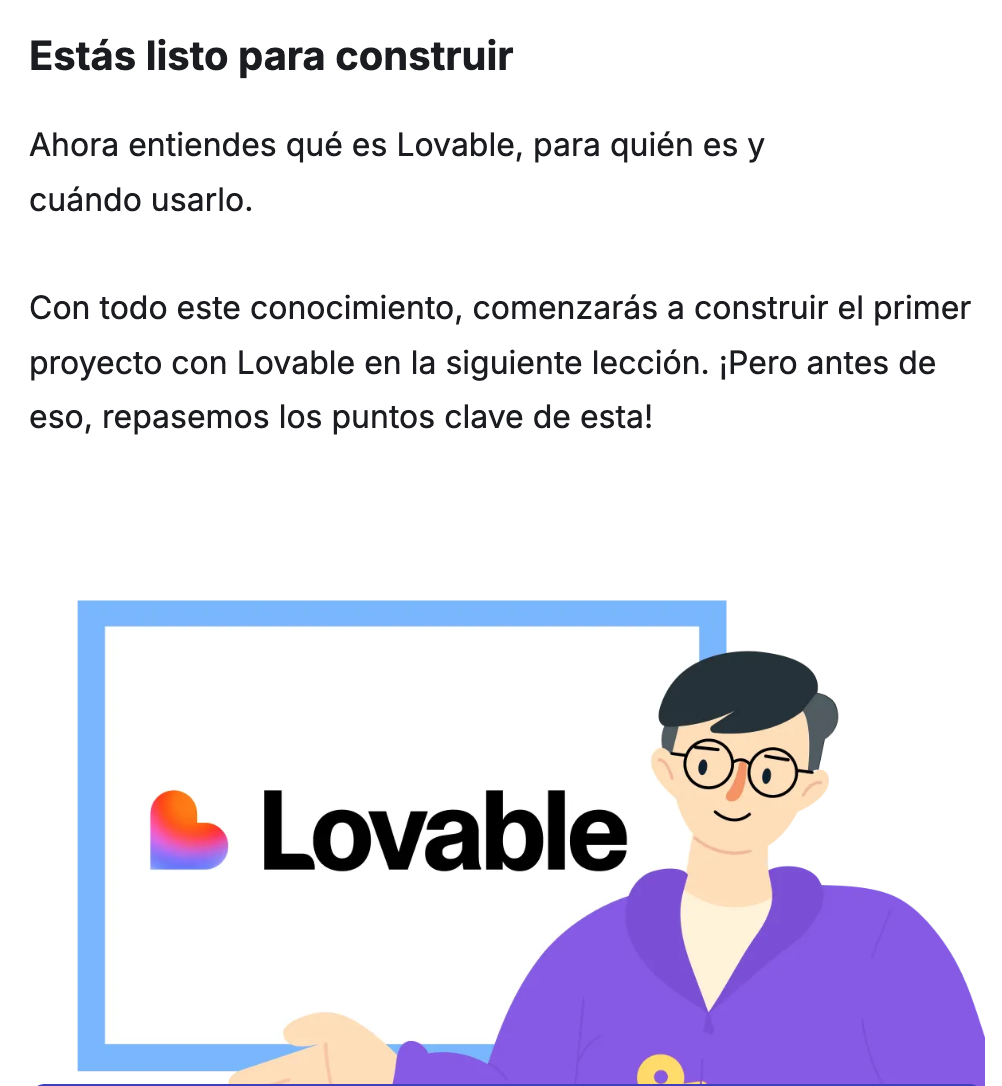 Estás listo para construir
Ahora entiendes qué es Lovable, para quién es y
cuándo usarlo.
Con todo este conocimiento, comenzarás a construir el primer
proyecto con Lovable en la siguiente lección. ¡Pero antes de
eso, repasemos los puntos clave de esta!
Lovable